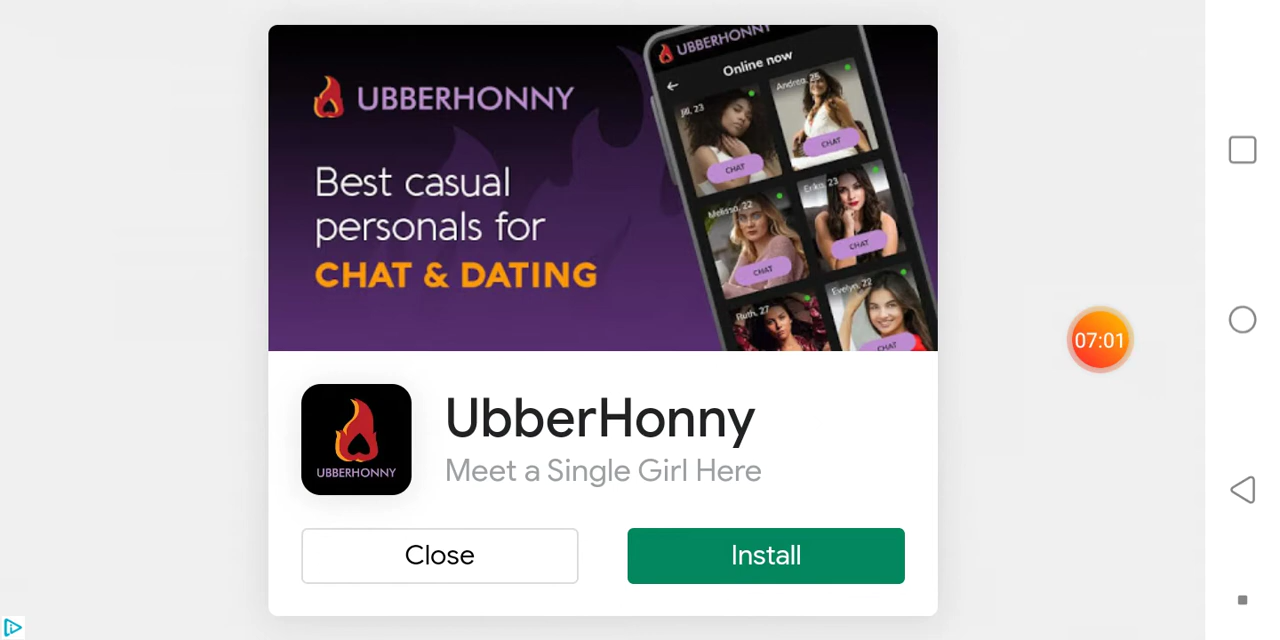 UBBERHONNY
Best casual
personals for
CHAT & DATING
UBBERHONNY
Online now
Jill, 23
CHAT
Andrea, 25
CHAT
Melissa, 22
CHAT
Erika, 23
CHAT
Ruth, 27
Evelyn, 22
CHAT
UBBERHONNY
UbberHonny
Meet a Single Girl Here
Close
Install
07:01